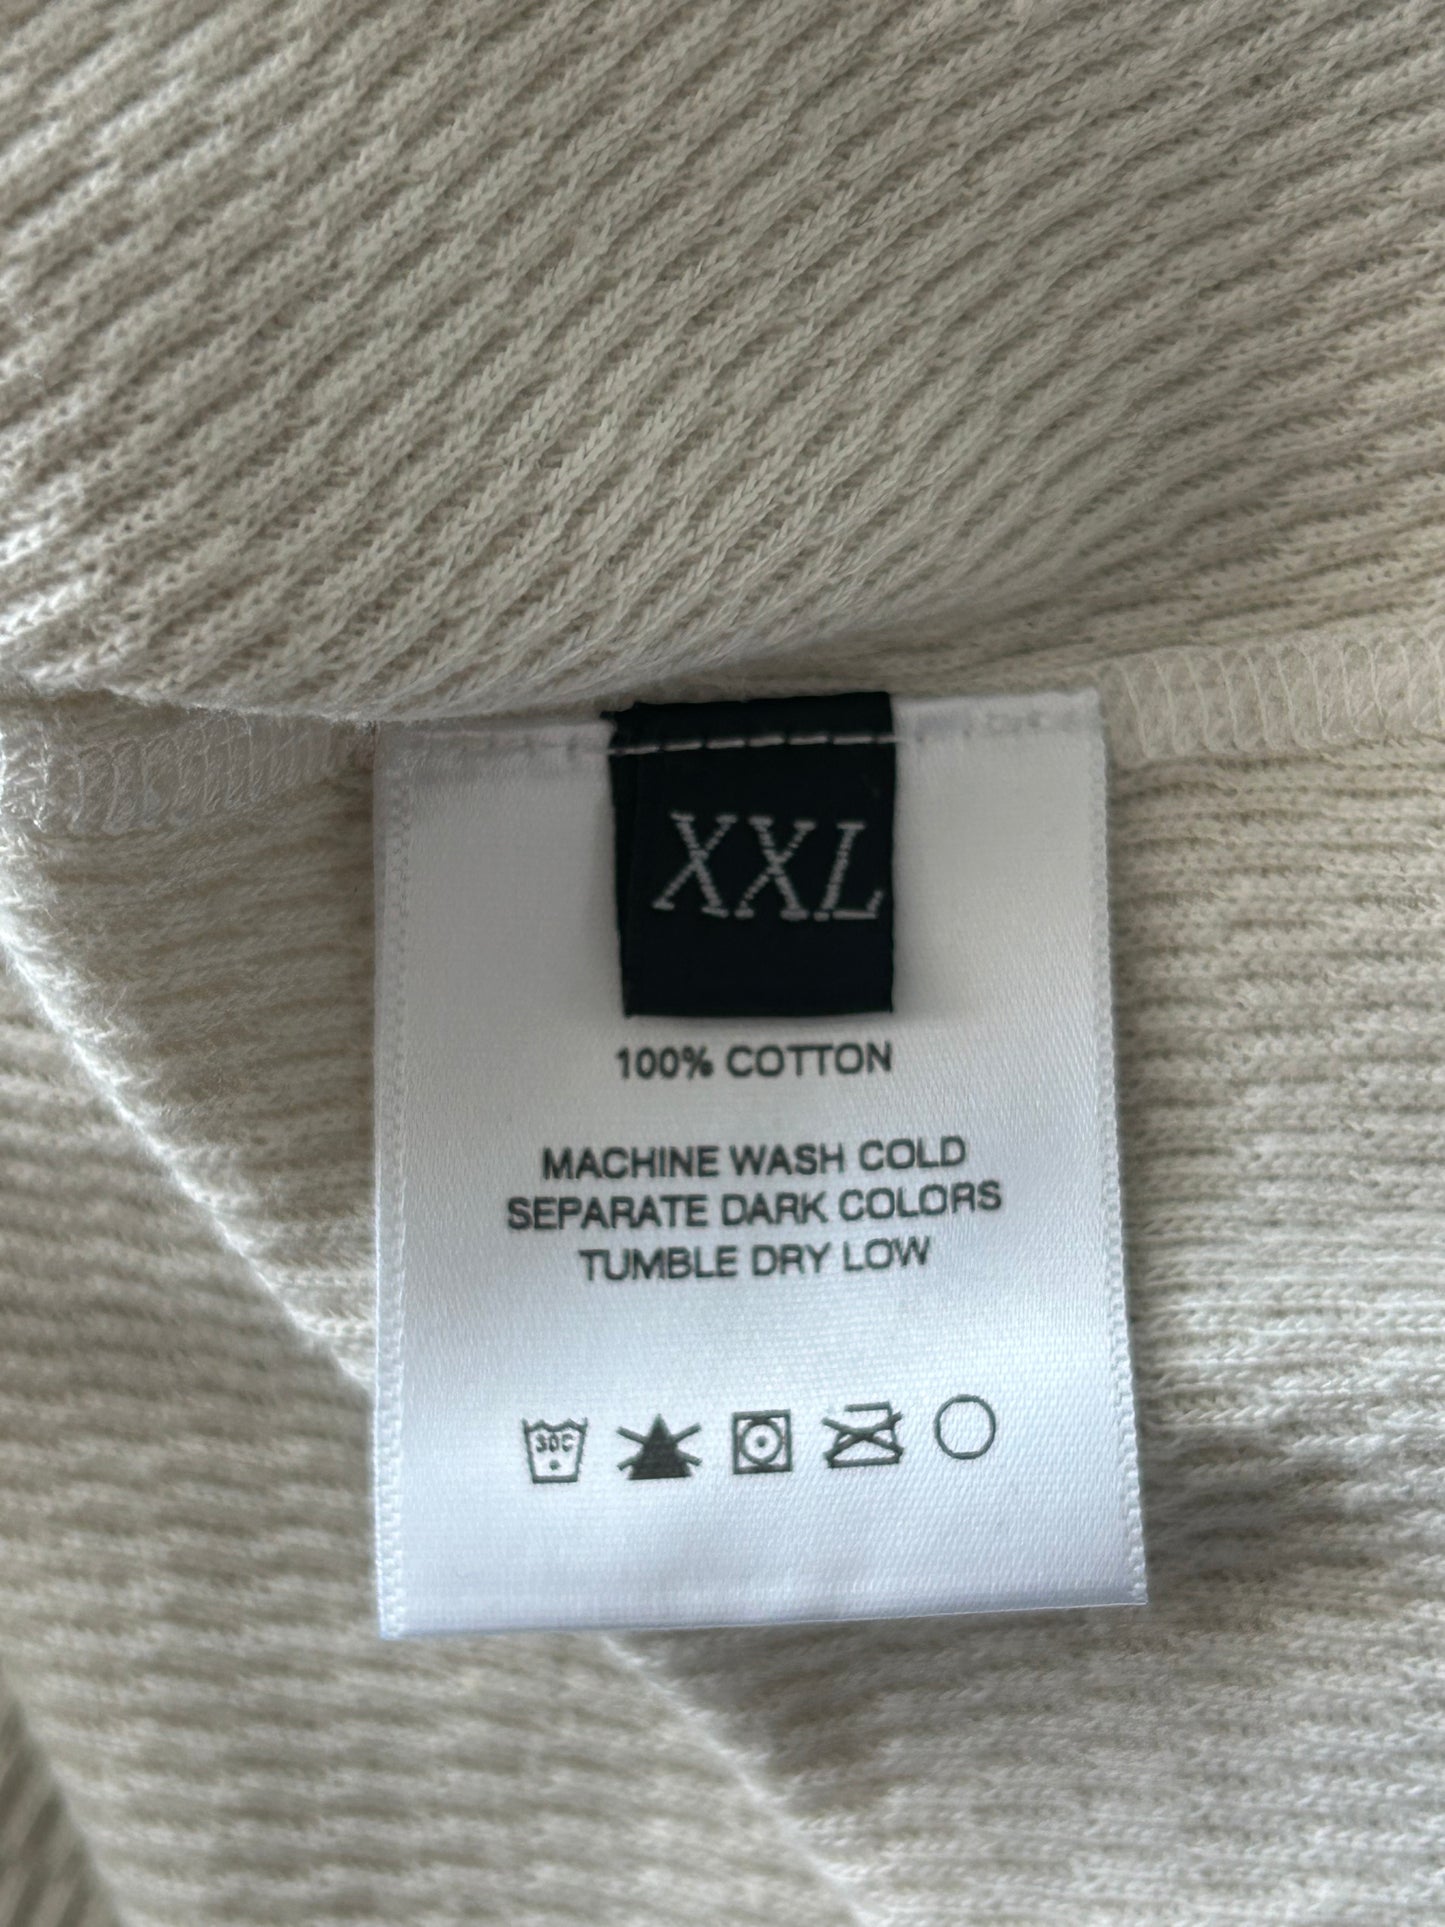 XXL
100% COTTON
MACHINE WASH COLD
SEPARATE DARK COLORS
TUMBLE DRY LOW
30C